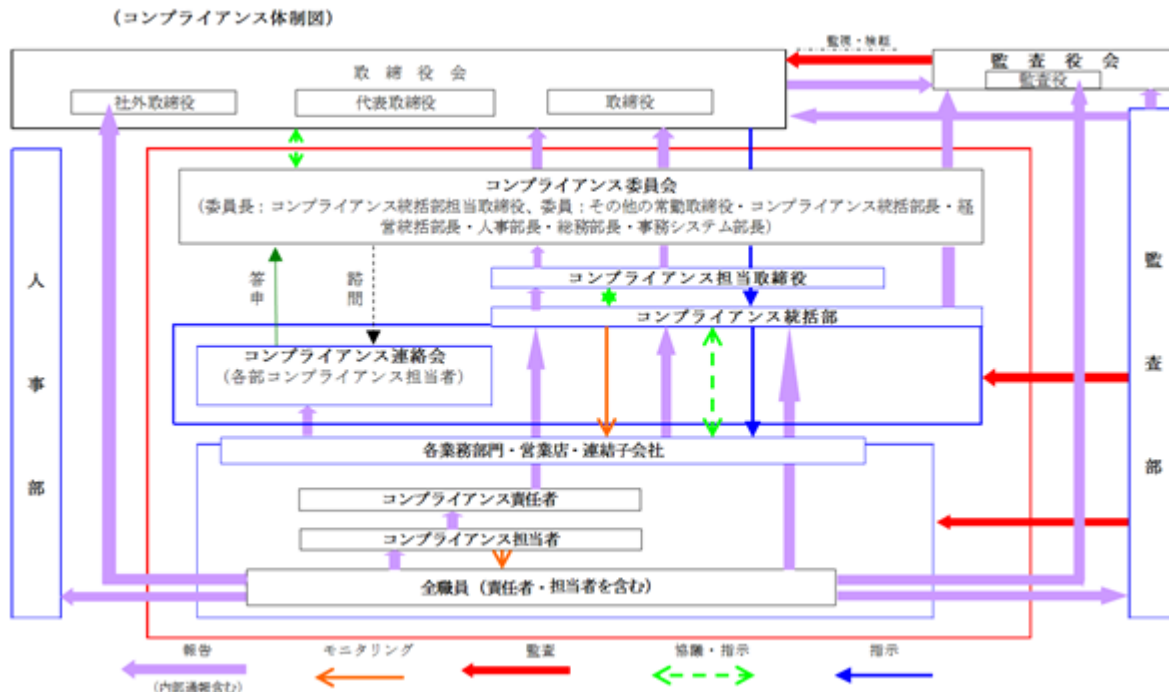 （コンプライアンス体制図）
監視・検証
取締役会
社外取締役
代表取締役
取締役
監査役会
監査役
コンプライアンス委員会
（委員長：コンプライアンス統括部担当取締役、委員：その他の常勤取締役・コンプライアンス統括部長・経
営統括部長・人事部長・総務部長・事務システム部長）
人事部
監査部
答申
諮問
コンプライアンス担当取締役
コンプライアンス統括部
コンプライアンス連絡会
（各部コンプライアンス担当者）
各業務部門・営業店・連結子会社
コンプライアンス責任者
コンプライアンス担当者
全職員（責任者・担当者を含む）
報告
（内部通報含む）
モニタリング
監査
協議・指示
指示